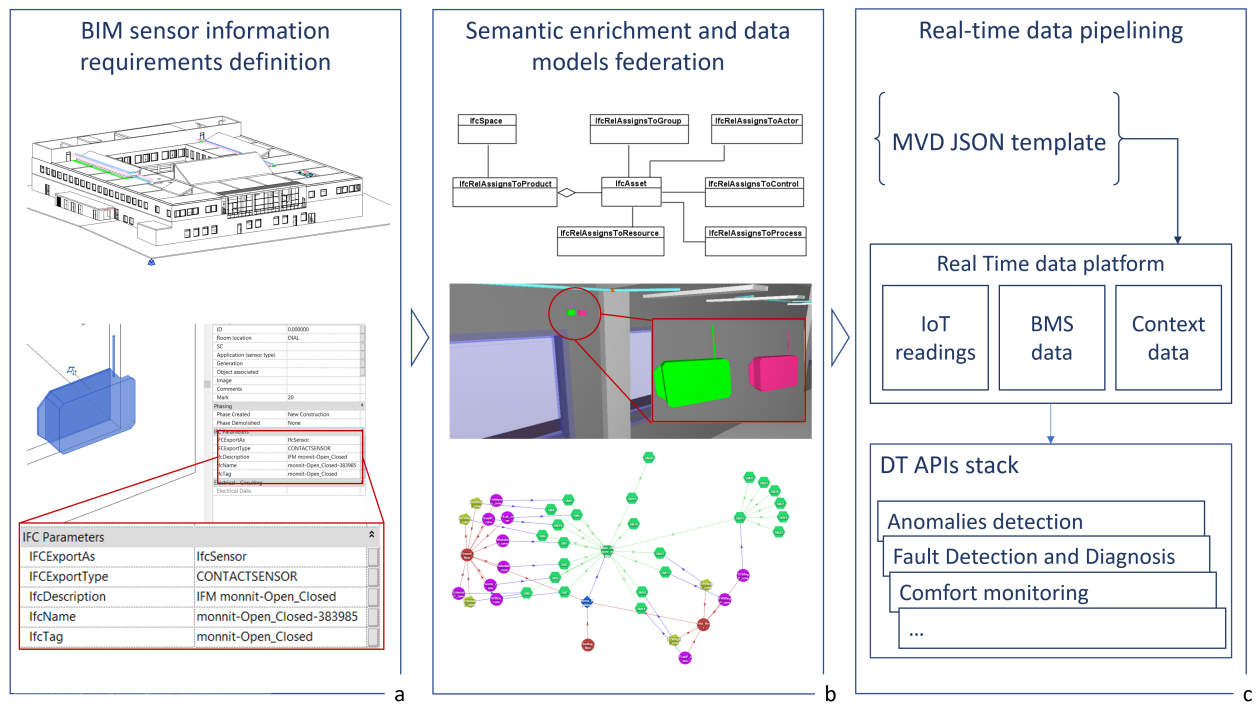 BIM sensor information
requirements definition
ID 0.000000
Room location DIAL
SC
Application (sensor type)
Generation
Object associated
Image
Comments
Mark 20
Phasing
Phase Created New Construction
Phase Demolished None
IFC Parameters
IFCExportAs IfcSensor
IFCExportType CONTACTSENSOR
IfcDescription IFM monnit-Open_Closed
IfcName monnit-Open_Closed-383985
IfcTag monnit-Open_Closed
Electrical - Circuiting
Electrical Data
IFC Parameters
IFCExportAs IfcSensor
IFCExportType CONTACTSENSOR
IfcDescription IFM monnit-Open_Closed
IfcName monnit-Open_Closed-383985
IfcTag monnit-Open_Closed
a
Semantic enrichment and data
models federation
IfcSpace
IfcRelAssignsToGroup
IfcRelAssignsToActor
IfcRelAssignsToProduct
IfcAsset
IfcRelAssignsToControl
IfcRelAssignsToResource
IfcRelAssignsToProcess
b
Real-time data pipelining
MVD JSON template
Real Time data platform
IoT
readings
BMS
data
Context
data
DT APIs stack
Anomalies detection
Fault Detection and Diagnosis
Comfort monitoring
...
c